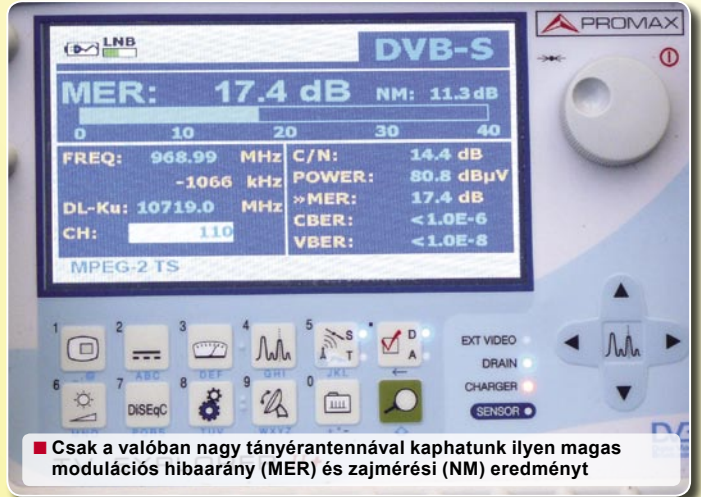 PROMAX
LNB
DVB-S
MER: 17.4 dB NM: 11.3 dB
0 10 20 30 40
FREQ: 968.99 MHz
-1066 kHz
DL-Ku: 10719.0 MHz
CH: 110
C/N: 14.4 dB
POWER: 80.8 dBµV
»MER: 17.4 dB
CBER: <1.0E-6
VBER: <1.0E-8
MPEG-2 TS
1 2 3 4 5 S T D A
ABC DEF GHI JKL
EXT VIDEO
DRAIN
CHARGER
SENSOR
6 7 8 9 0
DiSEqC
Csak a valóban nagy tányérantennával kaphatunk ilyen magas
modulációs hibaarány (MER) és zajmérési (NM) eredményt